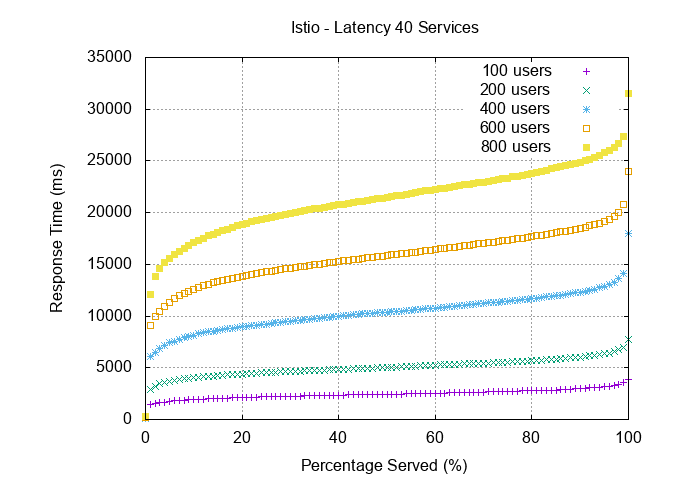 Istio - Latency 40 Services
35000
30000
25000
20000
15000
10000
5000
0
0 20 40 60 80 100
Response Time (ms)
Percentage Served (%)
100 users
200 users
400 users
600 users
800 users